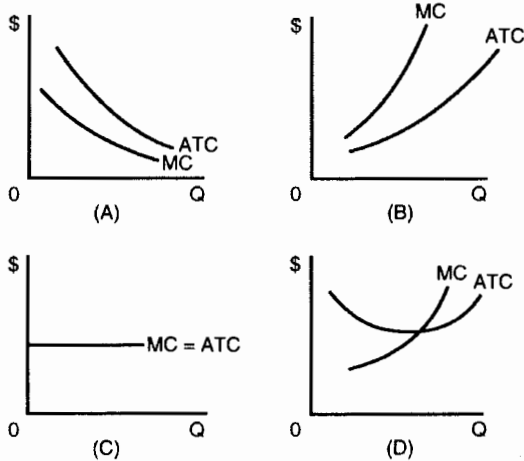 $
ATC
MC
0
Q
(A)
$
MC
ATC
0
Q
(B)
$
MC = ATC
0
Q
(C)
$
MC
ATC
0
Q
(D)